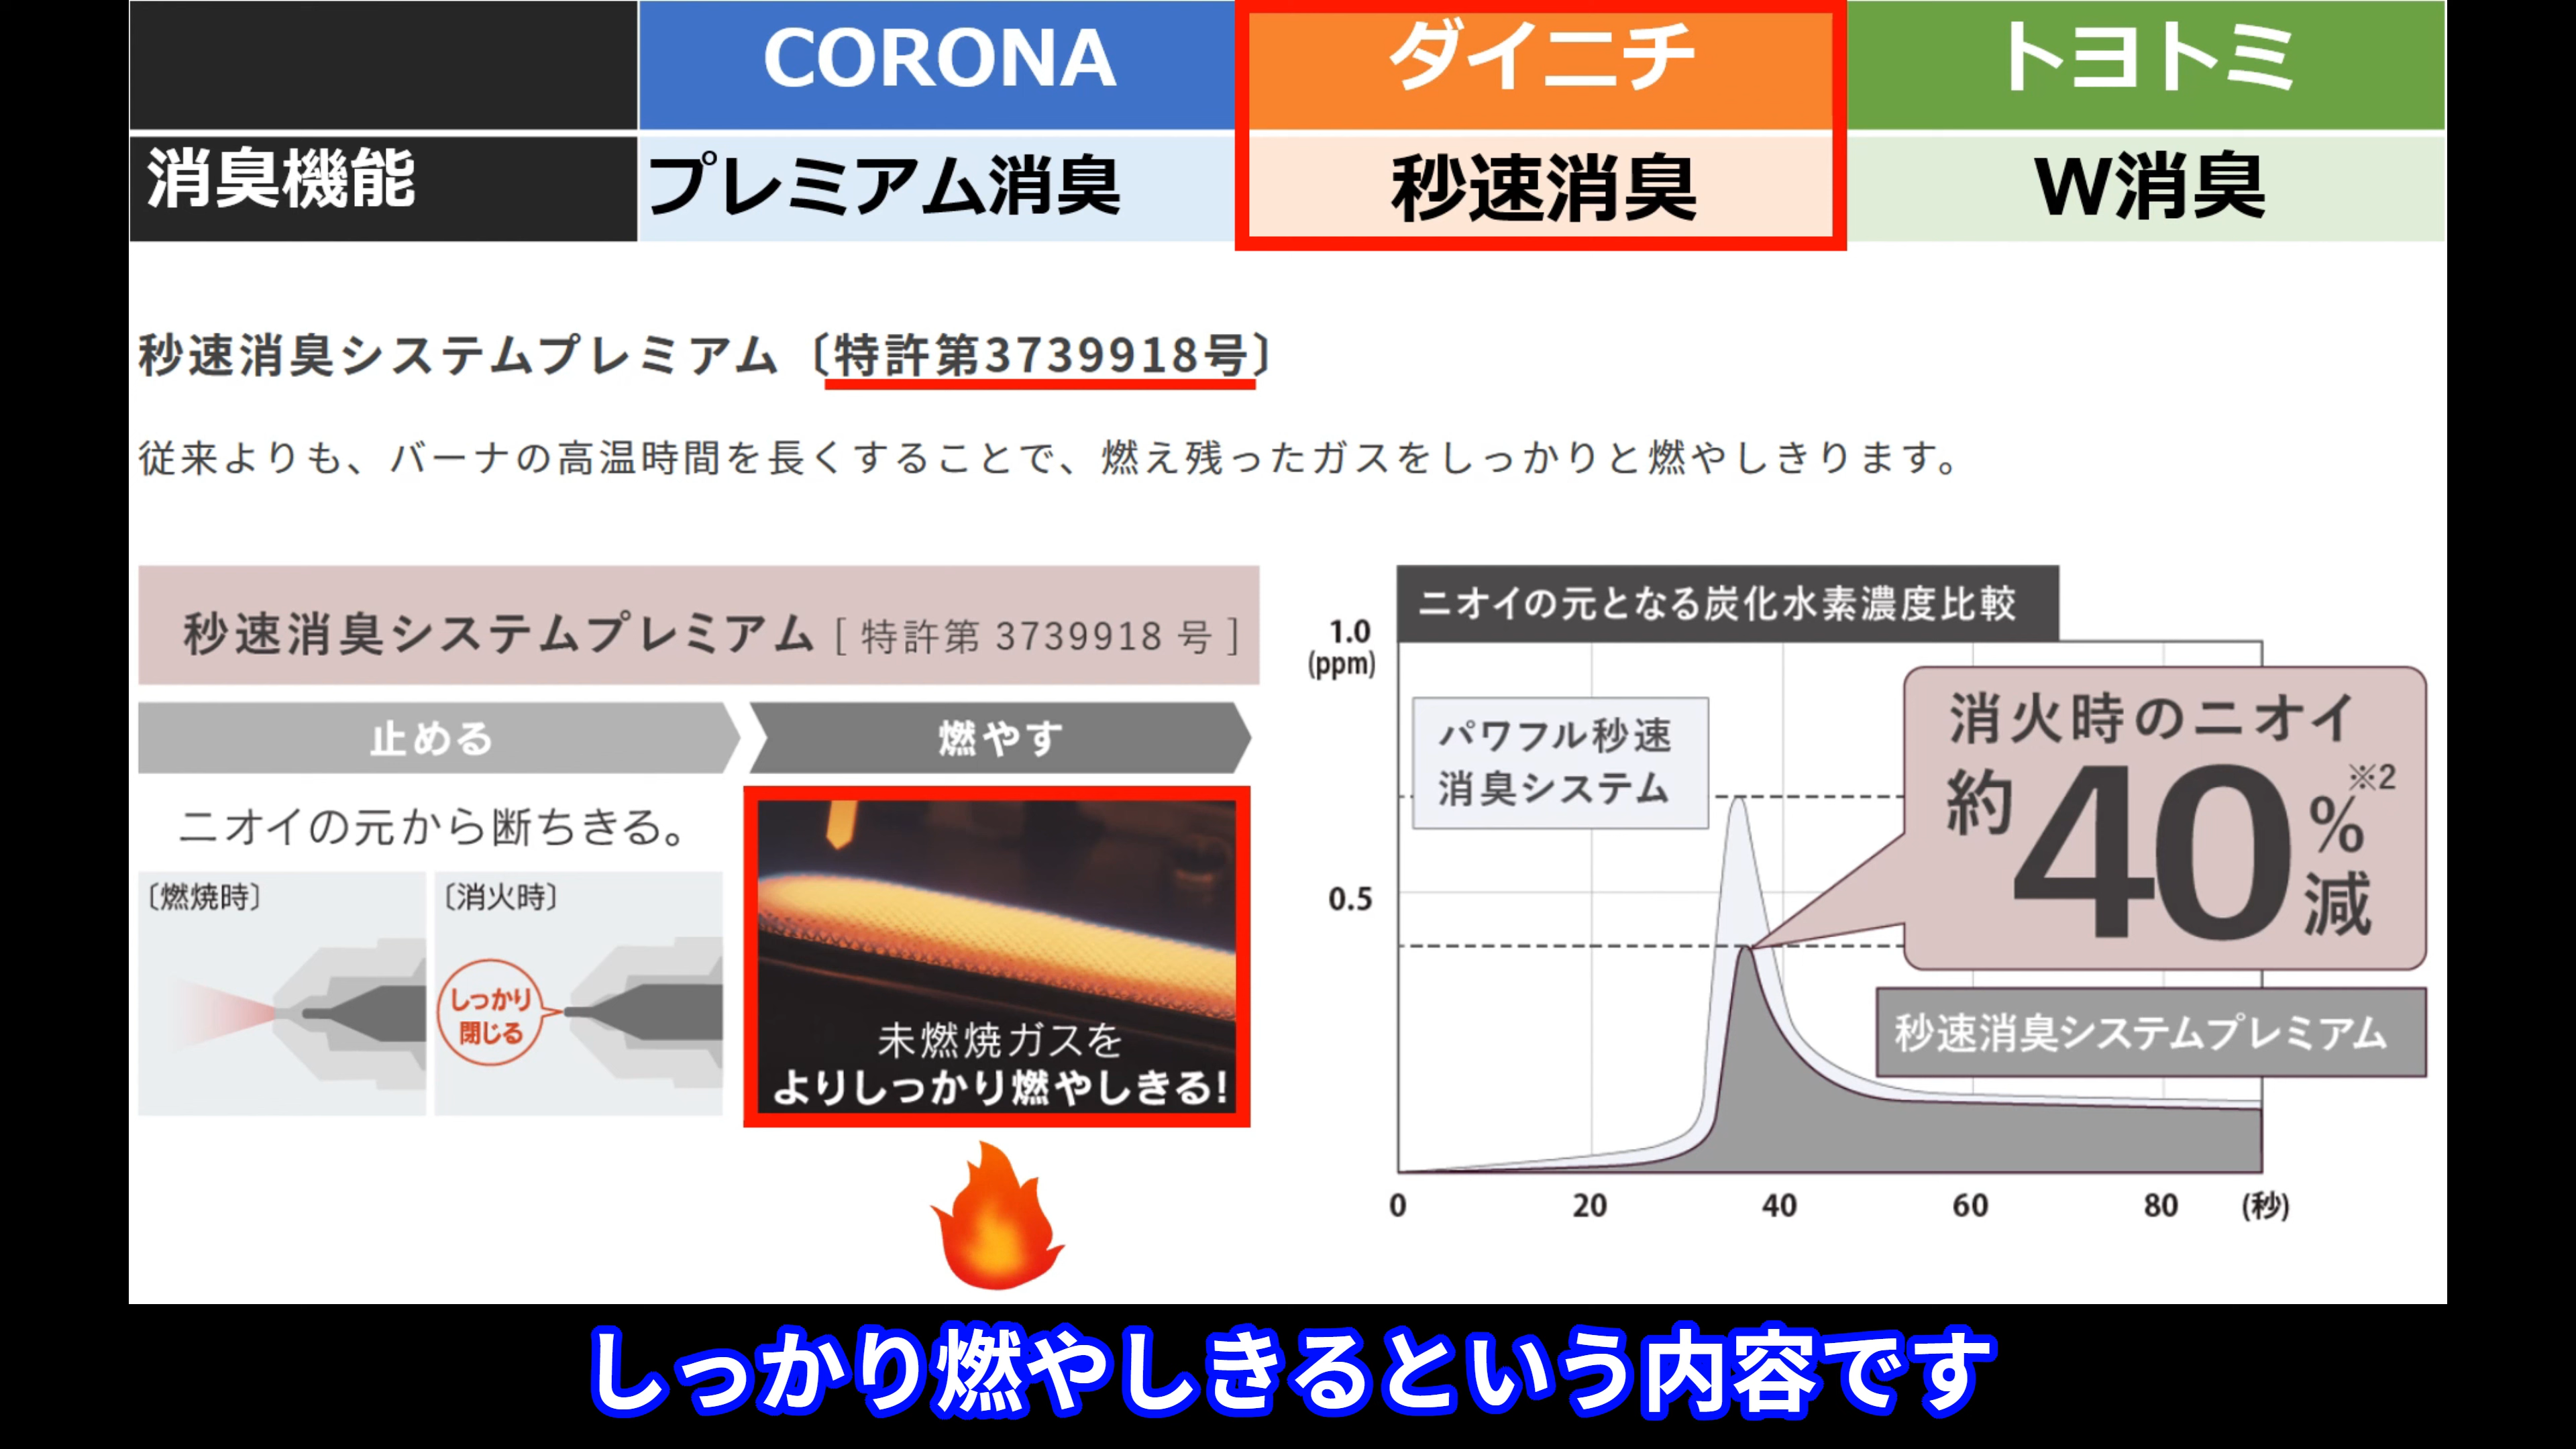 CORONA
ダイニチ
トヨトミ
消臭機能
プレミアム消臭
秒速消臭
W消臭
秒速消臭システムプレミアム〔特許第3739918号〕
従来よりも、バーナの高温時間を長くすることで、燃え残ったガスをしっかりと燃やしきります。
秒速消臭システムプレミアム [ 特許第 3739918 号 ]
止める
燃やす
ニオイの元から断ちきる。
〔燃焼時〕
〔消火時〕
しっかり
閉じる
未燃焼ガスを
よりしっかり燃やしきる!
ニオイの元となる炭化水素濃度比較
1.0
(ppm)
パワフル秒速
消臭システム
消火時のニオイ
約40%減
※2
0.5
秒速消臭システムプレミアム
0
20
40
60
80
(秒)
しっかり燃やしきるという内容です